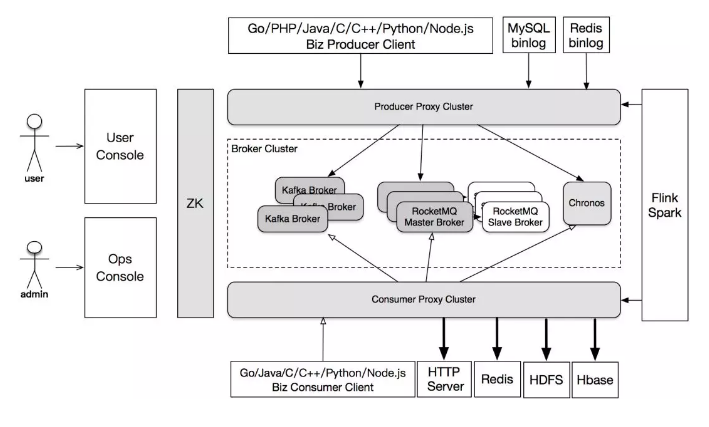 Go/PHP/Java/C/C++/Python/Node.js
Biz Producer Client
MySQL
binlog
Redis
binlog
Producer Proxy Cluster
user
User
Console
ZK
Broker Cluster
Kafka Broker
Kafka Broker
Kafka Broker
RocketMQ
Master Broker
RocketMQ
Slave Broker
Chronos
Flink
Spark
admin
Ops
Console
Consumer Proxy Cluster
Go/Java/C/C++/Python/Node.js
Biz Consumer Client
HTTP
Server
Redis
HDFS
Hbase